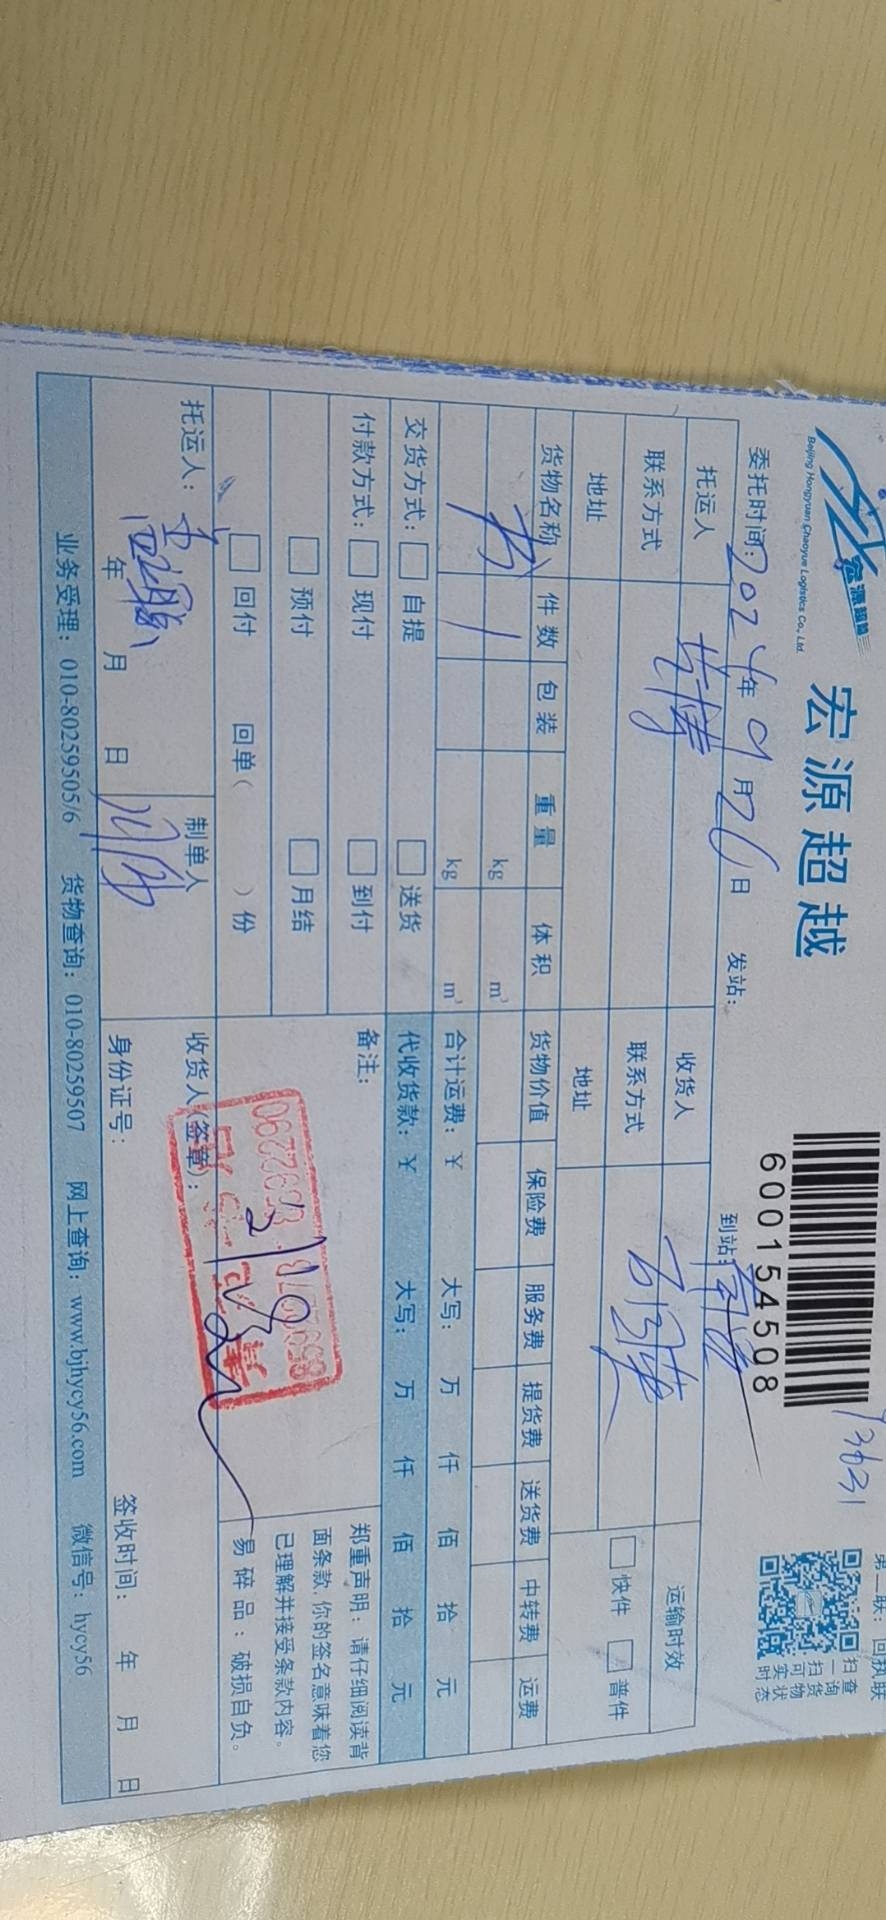 宏源超越
Beijing Hongyuan Chaoyue Logistics Co., Ltd.
宏源超越
6001546508
73631
第二联：回执联
扫一扫
查询货物
可实时状态
委托时间：2024年9月26日 发站： 到站：
托运人 收货人 运输时效
联系方式 联系方式 快件 普件
地址 地址
货物名称 件数 包装 重量 体积 货物价值 保险费 服务费 提货费 送货费 中转费 运费
kg m³
书 1 kg m³ 合计运费：¥ 大写： 万 仟 佰 拾 元
交货方式： 自提 送货 代收货款：¥ 大写： 万 仟 佰 拾 元
付款方式： 现付 到付 备注：
预付 月结
回付 回单（ ）份
郑重声明：请仔细阅读背
面条款，你的签名意味着您
已理解并接受条款内容。
易碎品：破损自负。
托运人： 制单人 收货人（签章）：
年 月 日 身份证号： 签收时间： 年 月 日
业务受理：010-80259505/6 货物查询：010-80259507 网上查询：www.bjhycy56.com 微信号：hycy56